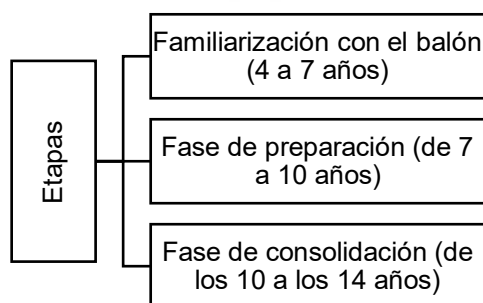 Etapas
Familiarización con el balón
(4 a 7 años)
Fase de preparación (de 7
a 10 años)
Fase de consolidación (de
los 10 a los 14 años)